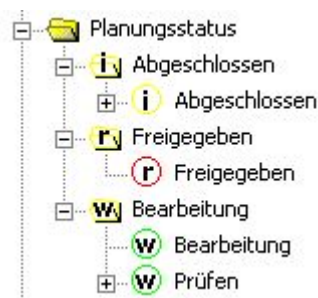 Planungsstatus
i Abgeschlossen
i Abgeschlossen
r Freigegeben
r Freigegeben
w Bearbeitung
w Bearbeitung
w Prüfen